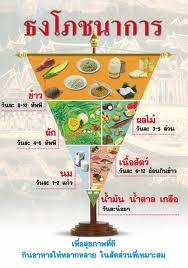 ธงโภชนาการ
ข้าว
วันละ 8-12 ทัพพี
ผัก
วันละ 4-6 ทัพพี
ผลไม้
วันละ 3-5 ส่วน
นม
วันละ 1-2 แก้ว
เนื้อสัตว์
วันละ 6-12 ช้อนกินข้าว
น้ำมัน น้ำตาล เกลือ
วันละน้อยๆ
เพื่อสุขภาพที่ดี
กินอาหารให้หลากหลาย ในสัดส่วนที่เหมาะสม